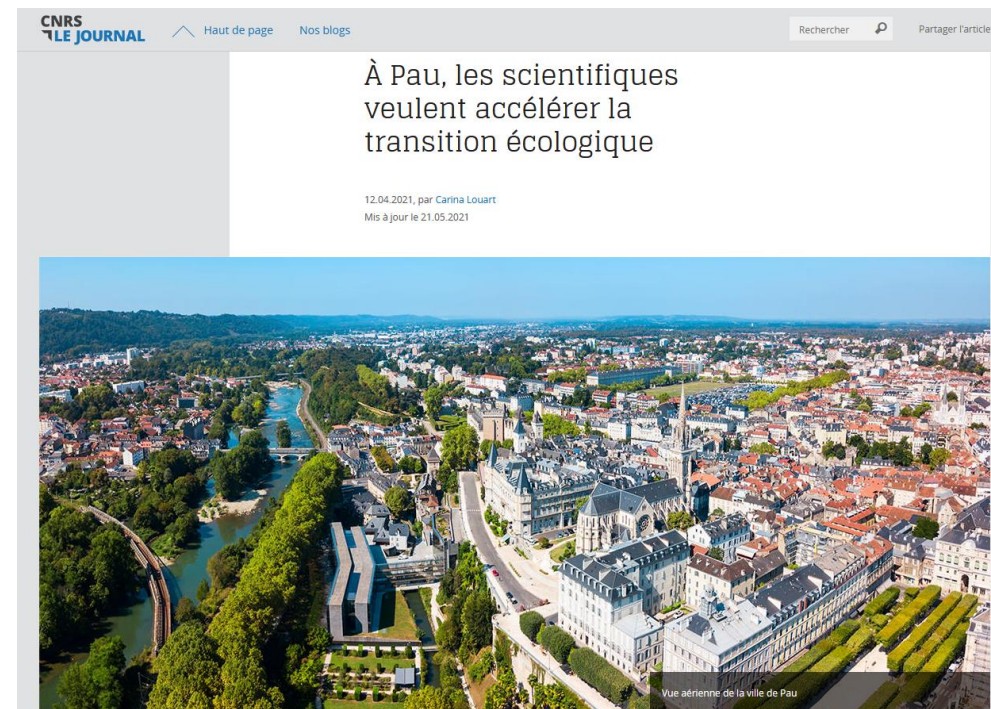 CNRS
LE JOURNAL
Haut de page
Nos blogs
Rechercher
Partager l'article
À Pau, les scientifiques
veulent accélérer la
transition écologique
12.04.2021, par Carina Louart
Mis à jour le 21.05.2021
Vue aérienne de la ville de Pau